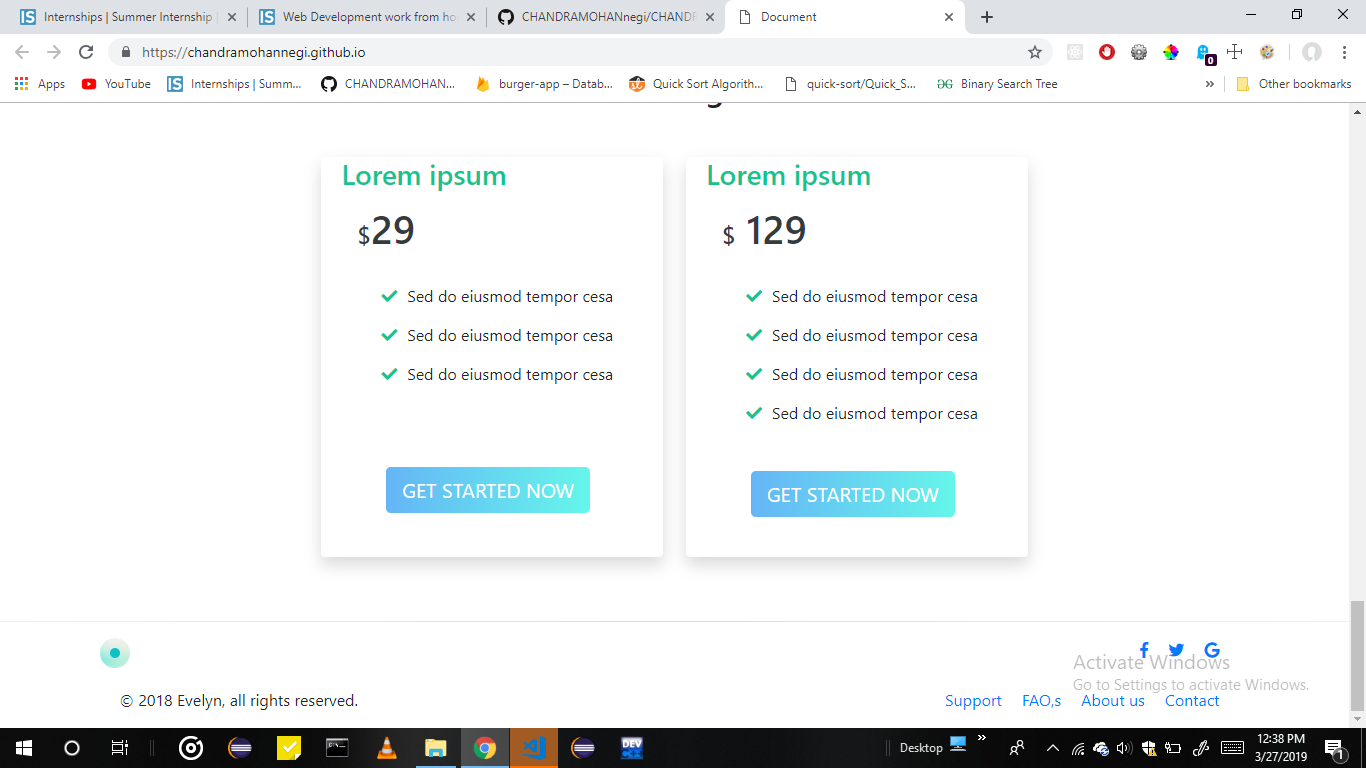 Internships | Summer Internship
Web Development work from ho
CHANDRAMOHANnegi/CHANDR
Document
https://chandramohannegi.github.io
0
Apps
YouTube
Internships | Summ...
CHANDRAMOHAN...
burger-app – Datab...
Quick Sort Algorith...
quick-sort/Quick_S...
Binary Search Tree
»
Other bookmarks
Lorem ipsum
$29
Sed do eiusmod tempor cesa
Sed do eiusmod tempor cesa
Sed do eiusmod tempor cesa
GET STARTED NOW
Lorem ipsum
$ 129
Sed do eiusmod tempor cesa
Sed do eiusmod tempor cesa
Sed do eiusmod tempor cesa
Sed do eiusmod tempor cesa
GET STARTED NOW
Activate Windows
Go to Settings to activate Windows.
© 2018 Evelyn, all rights reserved.
Support FAO,s About us Contact
Desktop
»
12:38 PM
3/27/2019
1